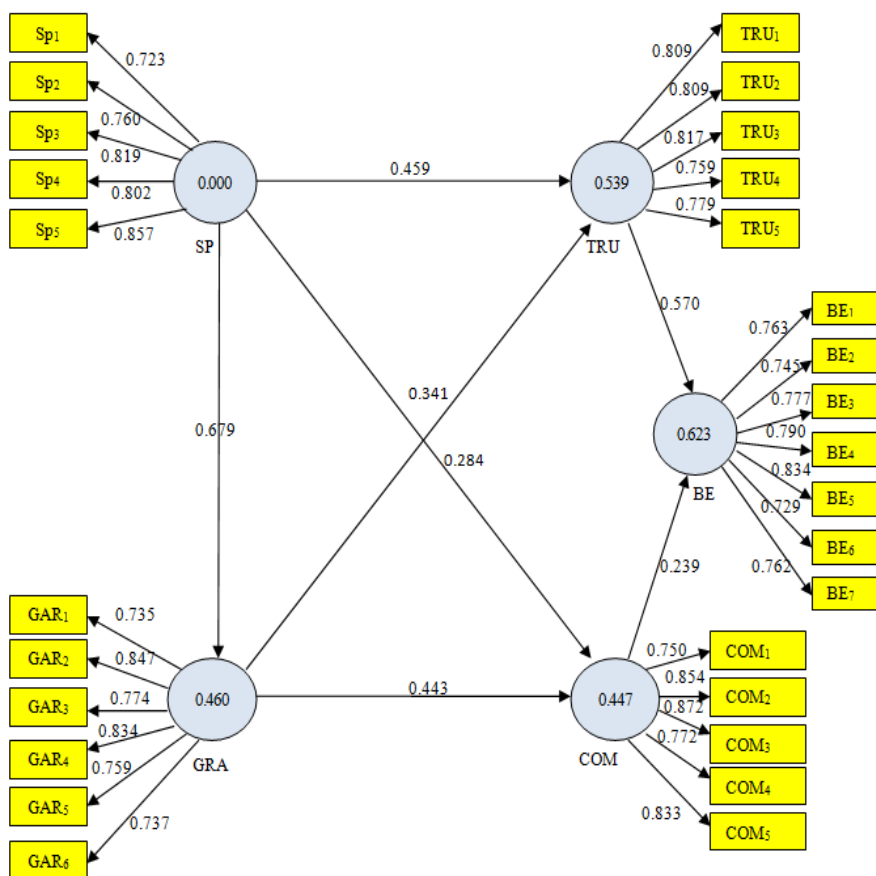 Sp1
Sp2
Sp3
Sp4
Sp5
0.723
0.760
0.819
0.802
0.857
0.000
SP
0.459
0.539
TRU
0.809
0.809
0.817
0.759
0.779
TRU1
TRU2
TRU3
TRU4
TRU5
0.570
0.341
0.284
0.679
0.623
BE
0.763
0.745
0.777
0.790
0.834
0.729
0.762
BE1
BE2
BE3
BE4
BE5
BE6
BE7
0.239
GAR1
GAR2
GAR3
GAR4
GAR5
GAR6
0.735
0.847
0.774
0.834
0.759
0.737
0.460
GRA
0.443
0.447
COM
0.750
0.854
0.872
0.772
0.833
COM1
COM2
COM3
COM4
COM5